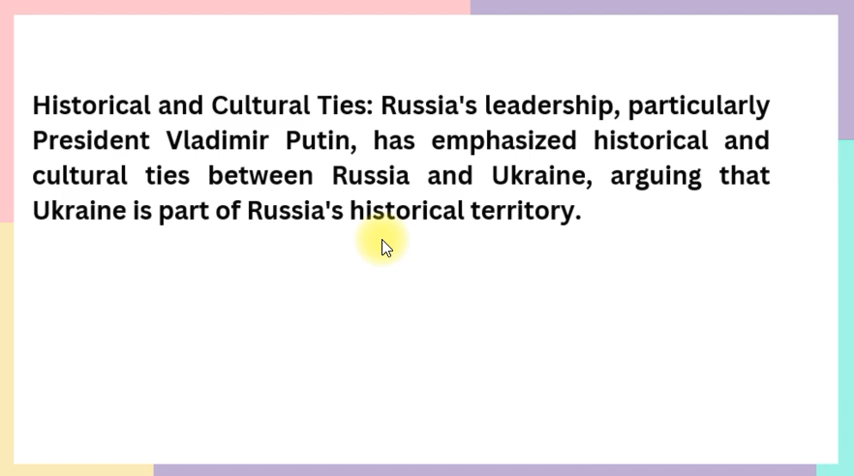 Historical and Cultural Ties: Russia's leadership, particularly
President Vladimir Putin, has emphasized historical and
cultural ties between Russia and Ukraine, arguing that
Ukraine is part of Russia's historical territory.